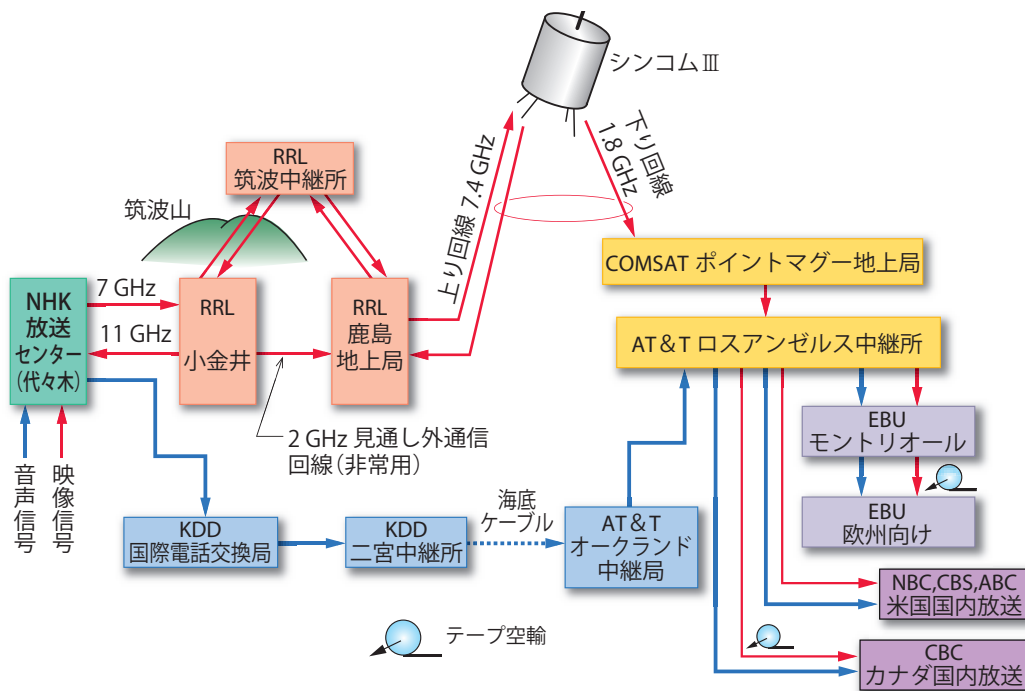 シンコムⅢ
下り回線
1.8 GHz
上り回線 7.4 GHz
RRL
筑波中継所
筑波山
COMSAT ポイントマグー地上局
NHK
放送
センター
(代々木)
7 GHz
11 GHz
RRL
小金井
RRL
鹿島
地上局
AT&T ロスアンゼルス中継所
2 GHz 見通し外通信
回線(非常用)
EBU
モントリオール
音声信号
映像信号
KDD
国際電話交換局
KDD
二宮中継所
海底
ケーブル
AT&T
オークランド
中継局
EBU
欧州向け
NBC,CBS,ABC
米国国内放送
テープ空輸
CBC
カナダ国内放送